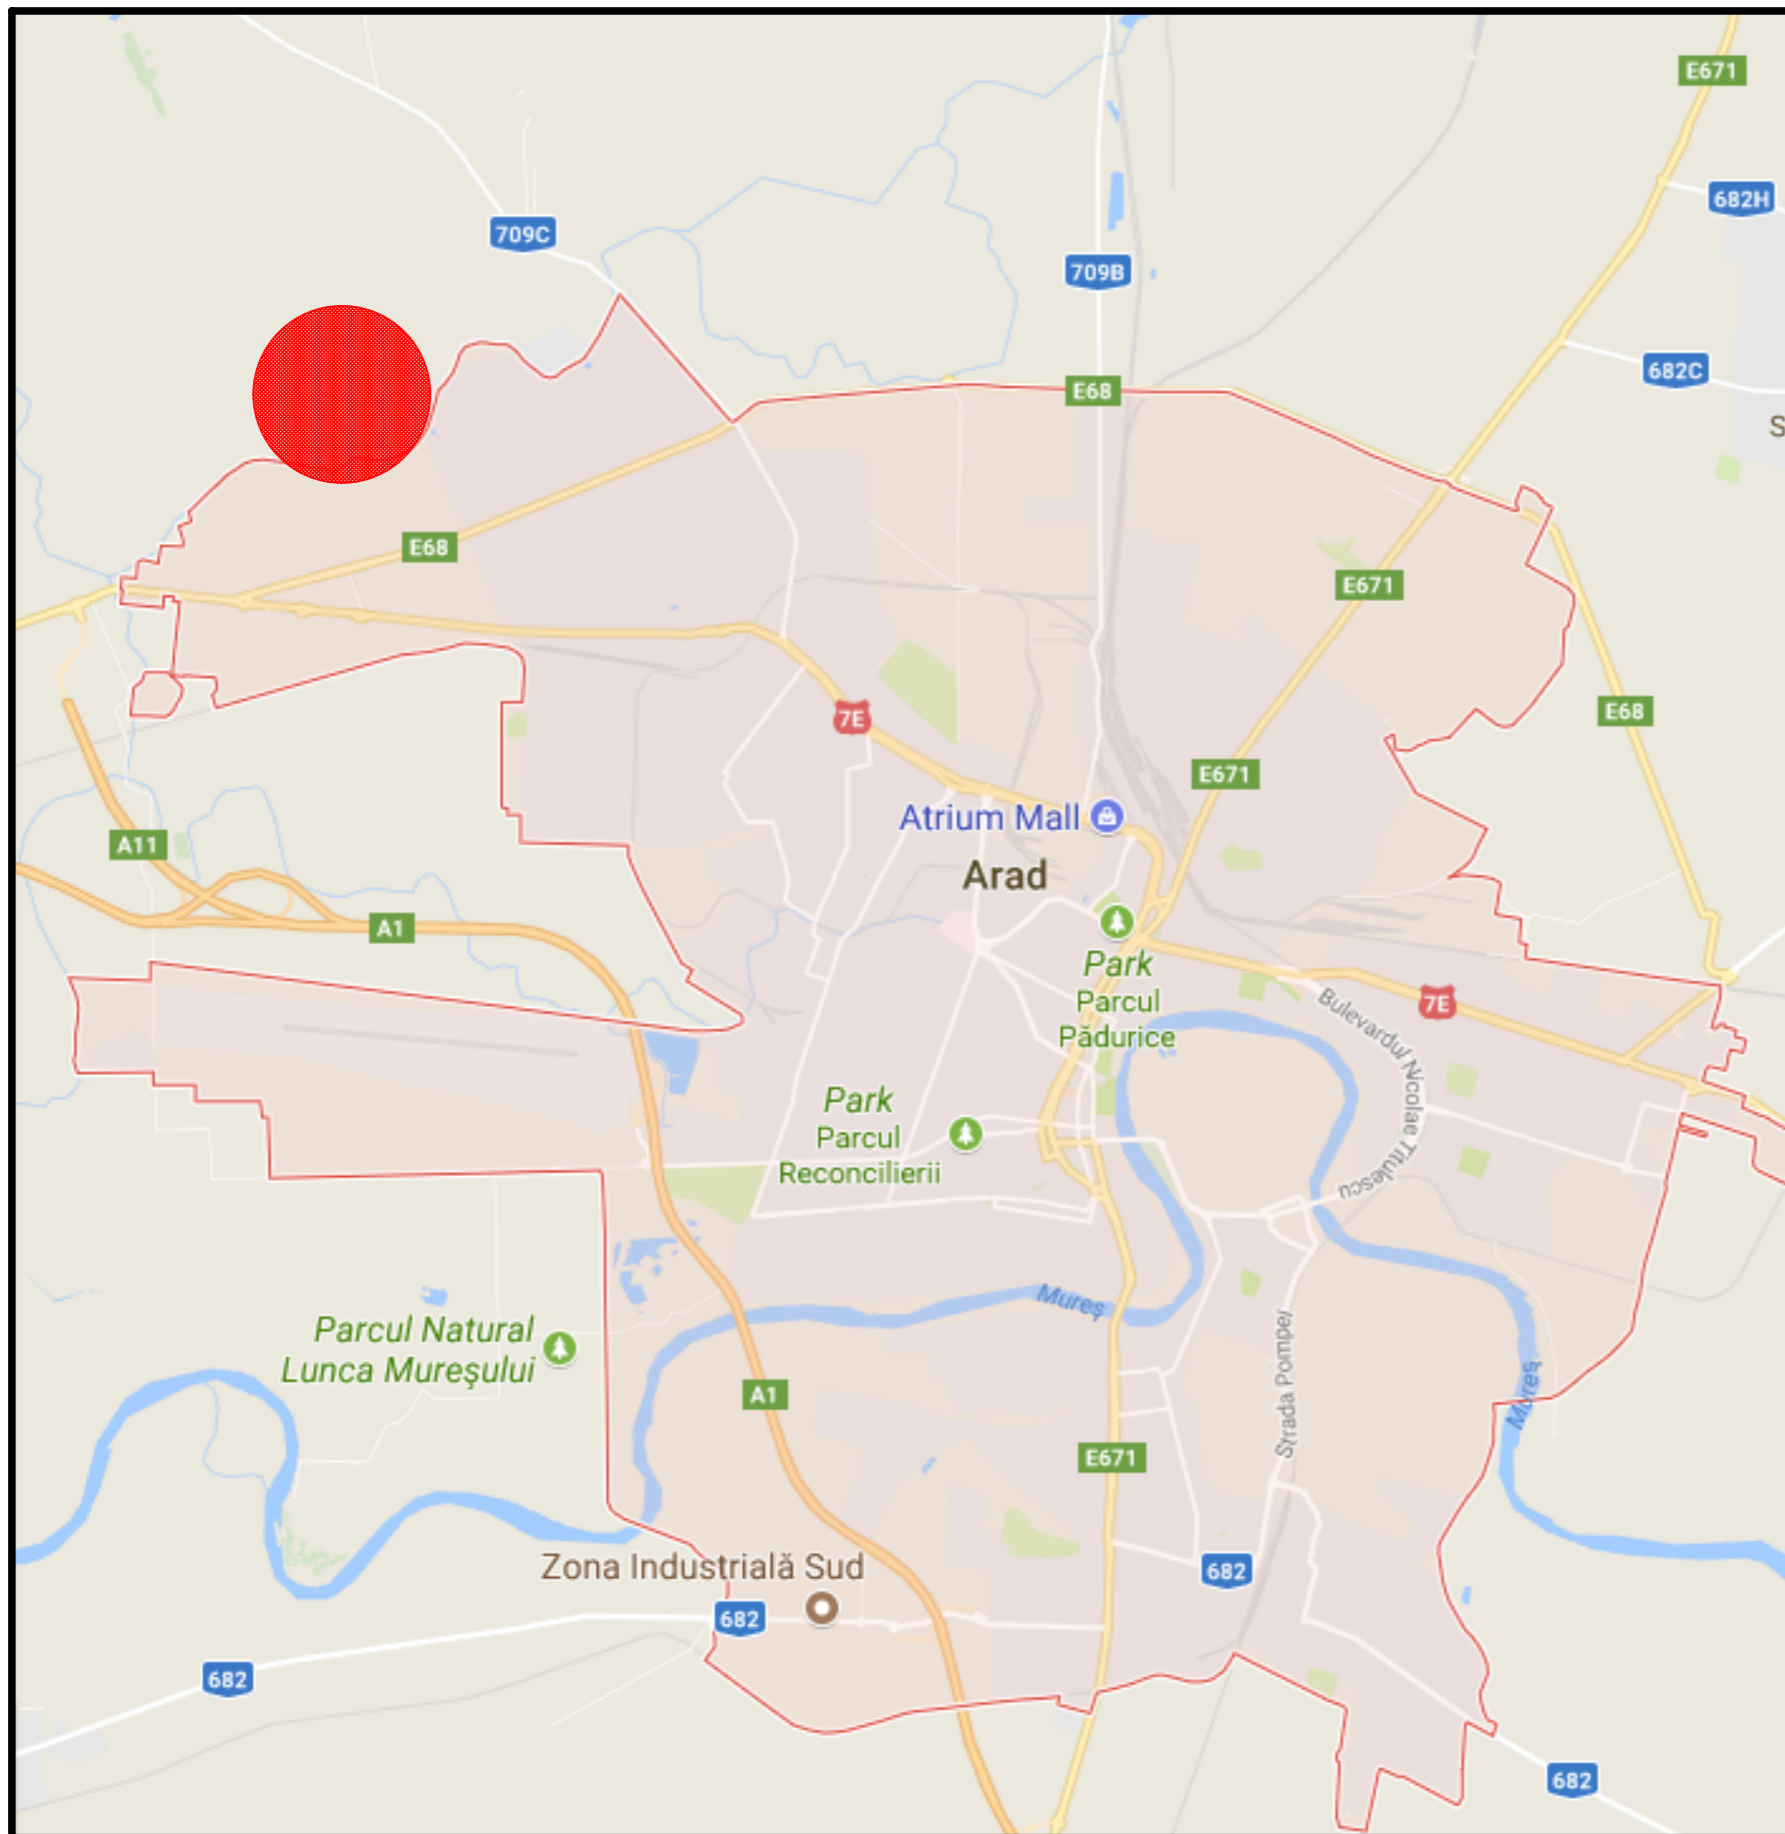 E671
682H
709C
709B
682C
E68
S
E68
E671
E68
7E
E671
Atrium Mall
A11
Arad
A1
Park
Parcul
Pădurice
7E
Bulevardul Nicolae Titulescu
Park
Parcul
Reconcilierii
Mureș
Parcul Natural
Lunca Mureşului
Strada Pompei
Mureș
A1
E671
Zona Industrială Sud
682
682
682
682